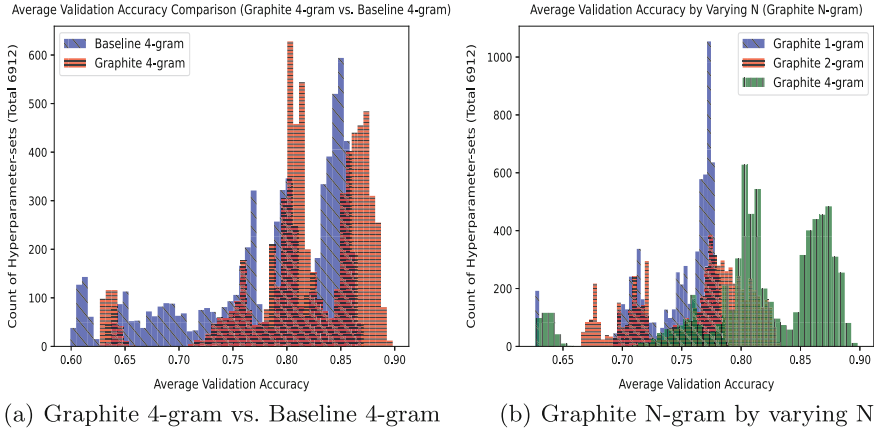 Average Validation Accuracy Comparison (Graphite 4-gram vs. Baseline 4-gram)
Count of Hyperparameter-sets (Total 6912)
600
500
400
300
200
100
0
Baseline 4-gram
Graphite 4-gram
0.60 0.65 0.70 0.75 0.80 0.85 0.90
Average Validation Accuracy
(a) Graphite 4-gram vs. Baseline 4-gram
Average Validation Accuracy by Varying N (Graphite N-gram)
Count of Hyperparameter-sets (Total 6912)
1000
800
600
400
200
0
Graphite 1-gram
Graphite 2-gram
Graphite 4-gram
0.65 0.70 0.75 0.80 0.85 0.90
Average Validation Accuracy
(b) Graphite N-gram by varying N